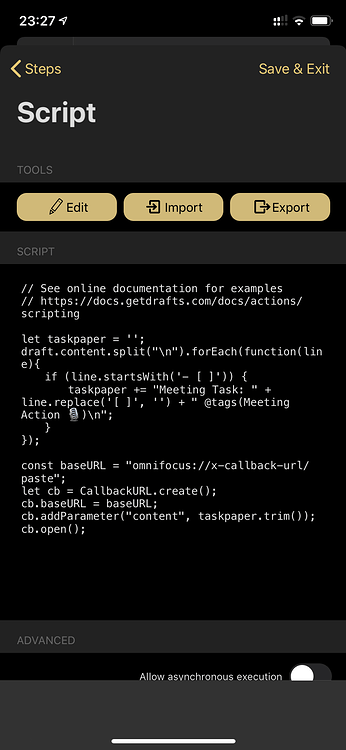 23:27
Steps
Save & Exit
Script
TOOLS
Edit
Import
Export
SCRIPT
// See online documentation for examples
// https://docs.getdrafts.com/docs/actions/
scripting
let taskpaper = '';
draft.content.split("\n").forEach(function(lin
e){
if (line.startsWith('- [ ]')) {
taskpaper += "Meeting Task: " +
line.replace('[ ]', '') + " @tags(Meeting
Action 🎙)\n";
}
});
const baseURL = "omnifocus://x-callback-url/
paste";
let cb = CallbackURL.create();
cb.baseURL = baseURL;
cb.addParameter("content", taskpaper.trim());
cb.open();
ADVANCED
Allow asynchronous execution